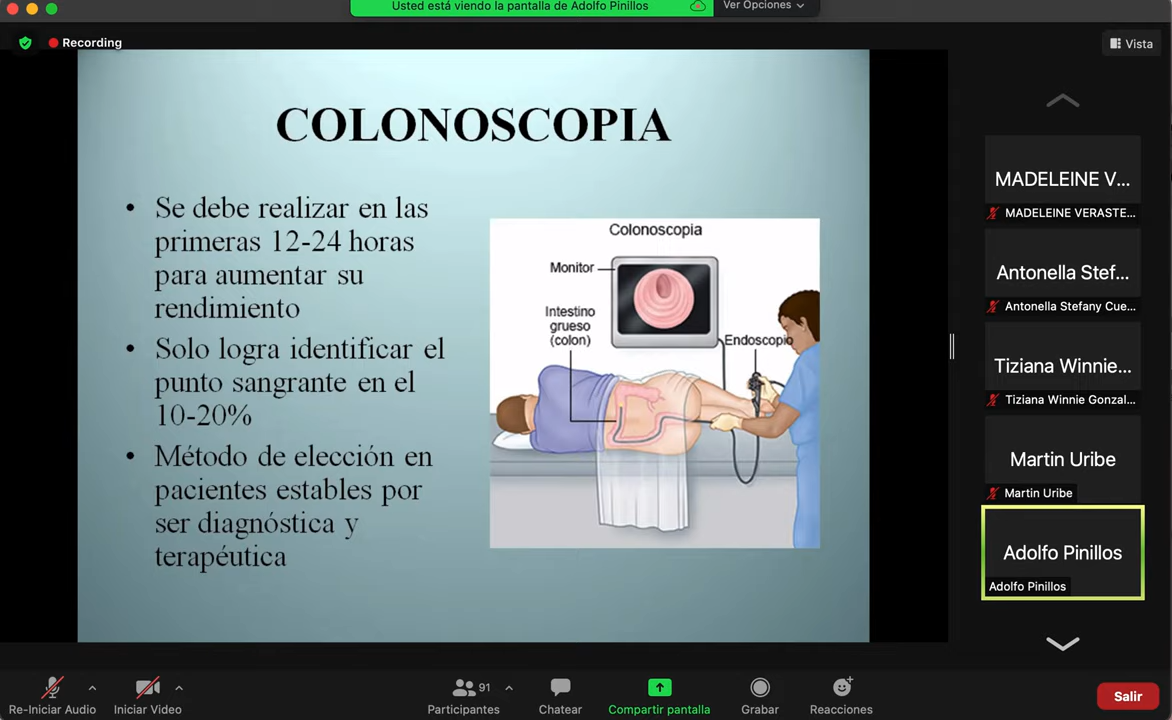 Usted está viendo la pantalla de Adolfo Pinillos
Ver Opciones
Recording
Vista
COLONOSCOPIA
• Se debe realizar en las
primeras 12-24 horas
para aumentar su
rendimiento
• Solo logra identificar el
punto sangrante en el
10-20%
• Método de elección en
pacientes estables por
ser diagnóstica y
terapéutica
Colonoscopia
Monitor
Intestino
grueso
(colon)
Endoscopio
MADELEINE V...
MADELEINE VERASTE...
Antonella Stef...
Antonella Stefany Cue...
Tiziana Winnie...
Tiziana Winnie Gonzal...
Martin Uribe
Martin Uribe
Adolfo Pinillos
Adolfo Pinillos
Re-Iniciar Audio
Iniciar Video
91
Participantes
Chatear
Compartir pantalla
Grabar
Reacciones
Salir